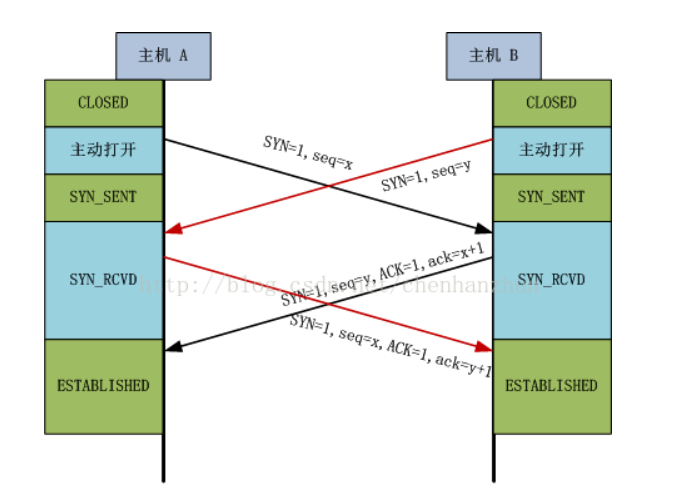 主机 A
主机 B
CLOSED
CLOSED
主动打开
主动打开
SYN=1, seq=x
SYN=1, seq=y
SYN_SENT
SYN_SENT
SYN_RCVD
SYN_RCVD
SYN=1, seq=y, ACK=1, ack=x+1
http://blog.csdn.net/chenhanzhun
SYN=1, seq=x, ACK=1, ack=y+1
ESTABLISHED
ESTABLISHED